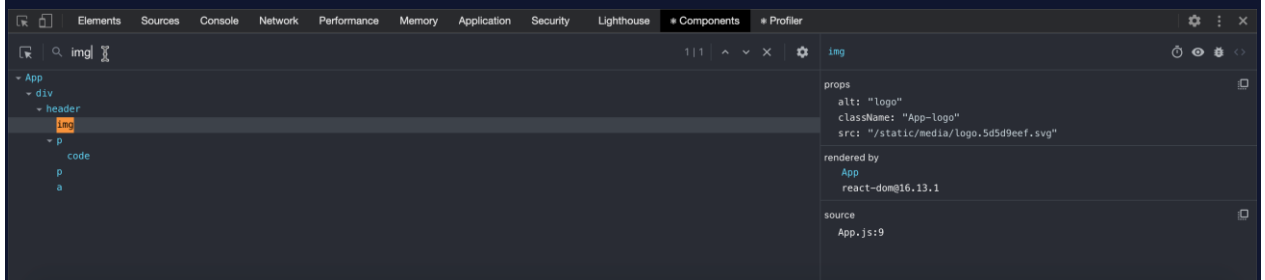 Elements Sources Console Network Performance Memory Application Security Lighthouse Components Profiler
img 1|1
App
div
header
img
p
code
p
a
img
props
alt: "logo"
className: "App-logo"
src: "/static/media/logo.5d5d9eef.svg"
rendered by
App
react-dom@16.13.1
source
App.js:9